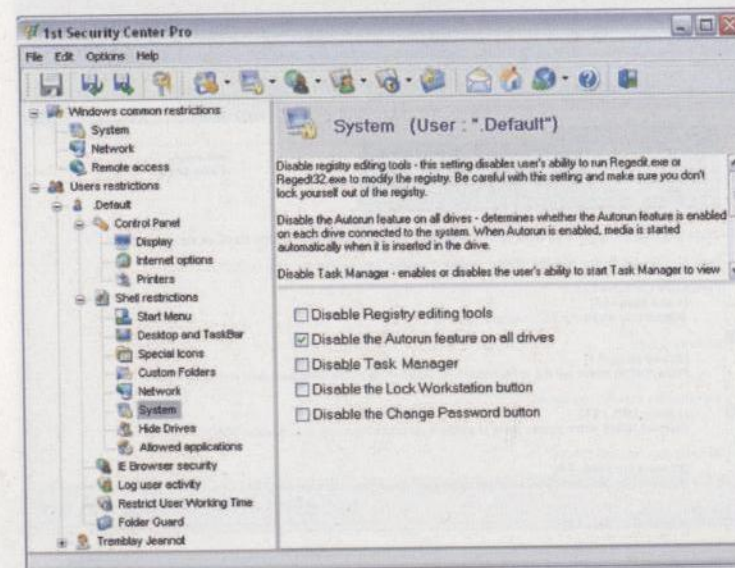 1st Security Center Pro
File Edit Options Help
Windows common restrictions
System
Network
Remote access
Users restrictions
.Default
Control Panel
Display
Internet options
Printers
Shell restrictions
Start Menu
Desktop and TaskBar
Special Icons
Custom Folders
Network
System
Hide Drives
Allowed applications
IE Browser security
Log user activity
Restrict User Working Time
Folder Guard
Tremblay Jeannot
System (User : ".Default")
Disable registry editing tools - this setting disables user's ability to run Regedit.exe or
Regedt32.exe to modify the registry. Be careful with this setting and make sure you don't
lock yourself out of the registry.
Disable the Autorun feature on all drives - determines whether the Autorun feature is enabled
on each drive connected to the system. When Autorun is enabled, media is started
automatically when it is inserted in the drive.
Disable Task Manager - enables or disables the user's ability to start Task Manager to view
Disable Registry editing tools
Disable the Autorun feature on all drives
Disable Task Manager
Disable the Lock Workstation button
Disable the Change Password button